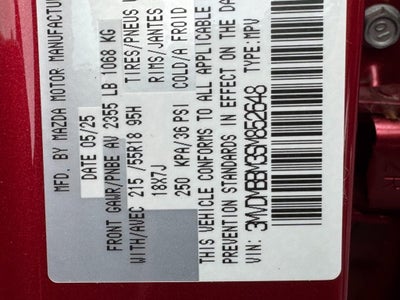 MFD. BY MAZDA MOTOR MANUFACTUR
DATE 05/25
FRONT GAWR/PNBE AV 2355 LB 1068 KG
WITH/AVEC 215 /55R18 95H TIRES/PNEUS
18X7J RIMS/JANTES
250 KPA/36 PSI COLD/A FROID
THIS VEHICLE CONFORMS TO ALL APPLICABLE
PREVENTION STANDARDS IN EFFECT ON THE DA
VIN: 3MVDMBBM3SM852648 TYPE:MPV